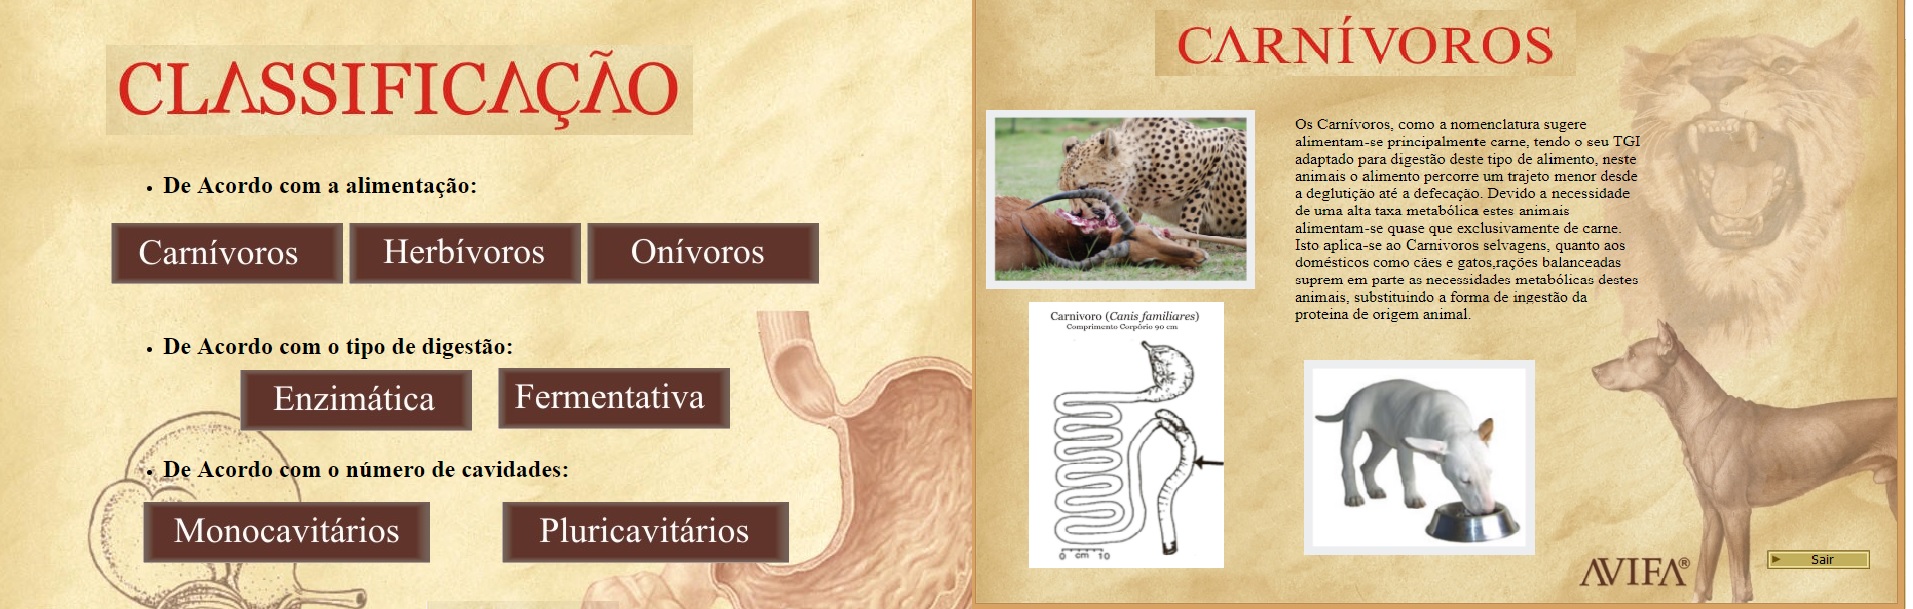 CLASSIFICAÇÃO
• De Acordo com a alimentação:
Carnívoros
Herbívoros
Onívoros
• De Acordo com o tipo de digestão:
Enzimática
Fermentativa
• De Acordo com o número de cavidades:
Monocavitários
Pluricavitários
CARNÍVOROS
Os Carnívoros, como a nomenclatura sugere
alimentam-se principalmente carne, tendo o seu TGI
adaptado para digestão deste tipo de alimento, neste
animais o alimento percorre um trajeto menor desde
a deglutição até a defecação. Devido a necessidade
de uma alta taxa metabólica estes animais
alimentam-se quase que exclusivamente de carne.
Isto aplica-se ao Carnivoros selvagens, quanto aos
domésticos como cães e gatos,rações balanceadas
suprem em parte as necessidades metabólicas destes
animais, substituindo a forma de ingestão da
proteina de origem animal.
Carnívoro (Canis familiares)
Comprimento Corpório 90 cm
0 cm 10
AVIFA®
Sair